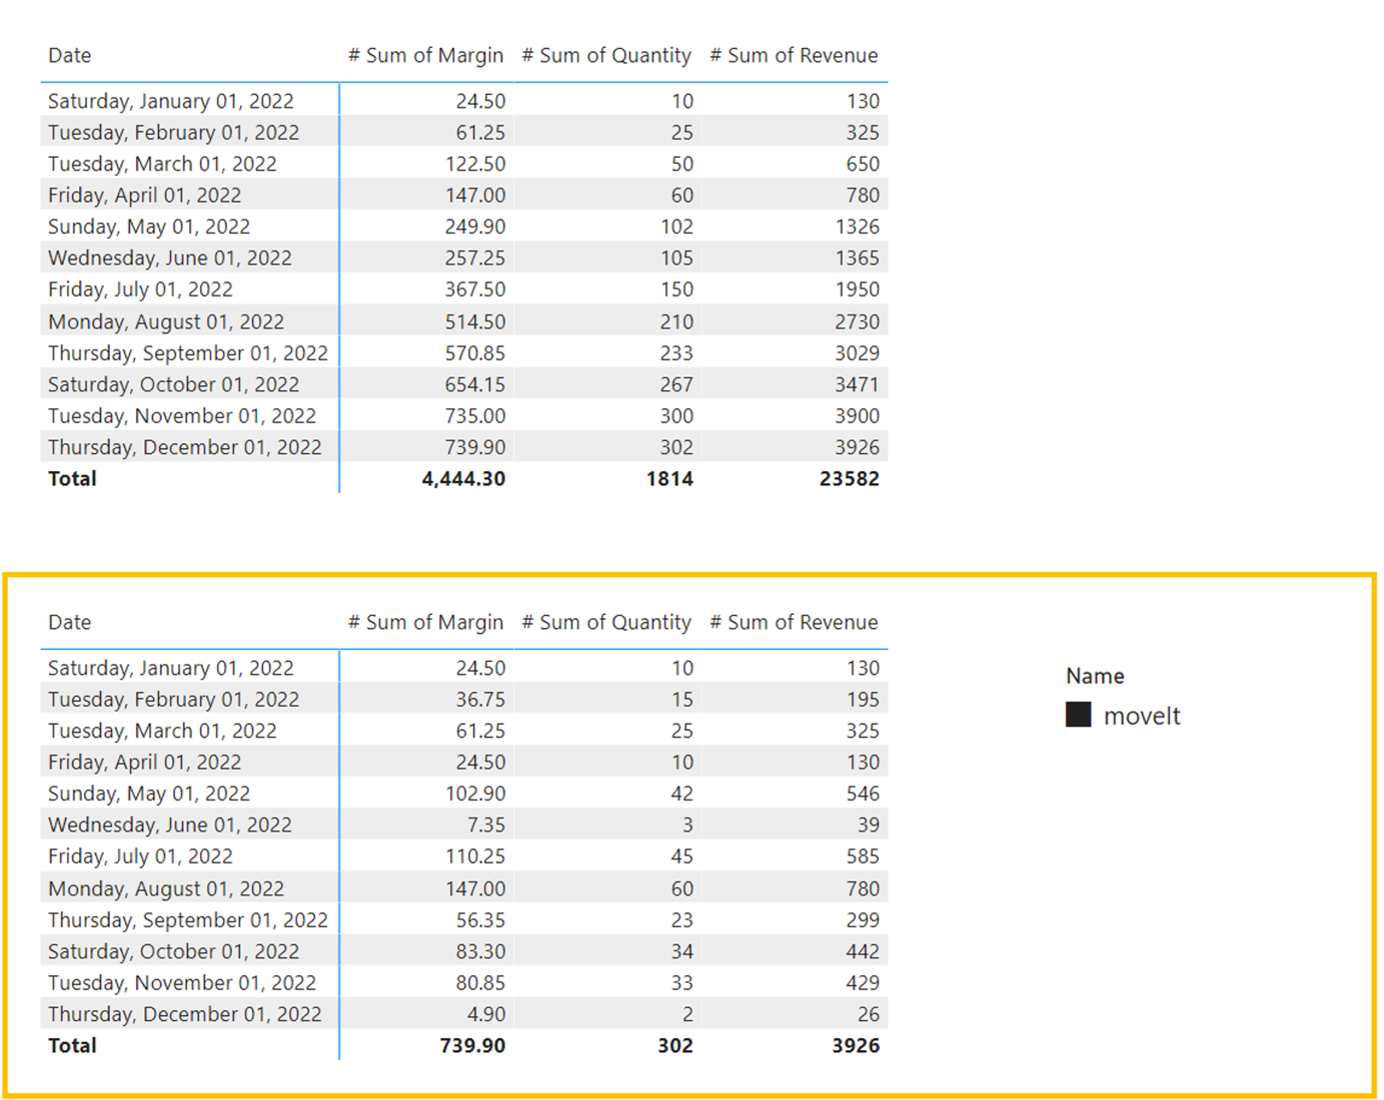 Date # Sum of Margin # Sum of Quantity # Sum of Revenue
Saturday, January 01, 2022 24.50 10 130
Tuesday, February 01, 2022 61.25 25 325
Tuesday, March 01, 2022 122.50 50 650
Friday, April 01, 2022 147.00 60 780
Sunday, May 01, 2022 249.90 102 1326
Wednesday, June 01, 2022 257.25 105 1365
Friday, July 01, 2022 367.50 150 1950
Monday, August 01, 2022 514.50 210 2730
Thursday, September 01, 2022 570.85 233 3029
Saturday, October 01, 2022 654.15 267 3471
Tuesday, November 01, 2022 735.00 300 3900
Thursday, December 01, 2022 739.90 302 3926
Total 4,444.30 1814 23582
Date # Sum of Margin # Sum of Quantity # Sum of Revenue
Saturday, January 01, 2022 24.50 10 130
Tuesday, February 01, 2022 36.75 15 195
Tuesday, March 01, 2022 61.25 25 325
Friday, April 01, 2022 24.50 10 130
Sunday, May 01, 2022 102.90 42 546
Wednesday, June 01, 2022 7.35 3 39
Friday, July 01, 2022 110.25 45 585
Monday, August 01, 2022 147.00 60 780
Thursday, September 01, 2022 56.35 23 299
Saturday, October 01, 2022 83.30 34 442
Tuesday, November 01, 2022 80.85 33 429
Thursday, December 01, 2022 4.90 2 26
Total 739.90 302 3926
Name
moveIt